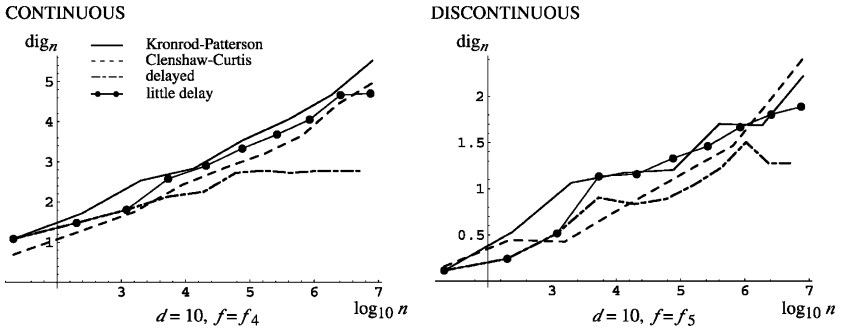 CONTINUOUS
dig_n
Kronrod-Patterson
Clenshaw-Curtis
delayed
little delay
5
4
3
2
1
3 4 5 6 7
d = 10, f = f_4
log_10 n
DISCONTINUOUS
dig_n
2
1.5
1
0.5
3 4 5 6 7
d = 10, f = f_5
log_10 n